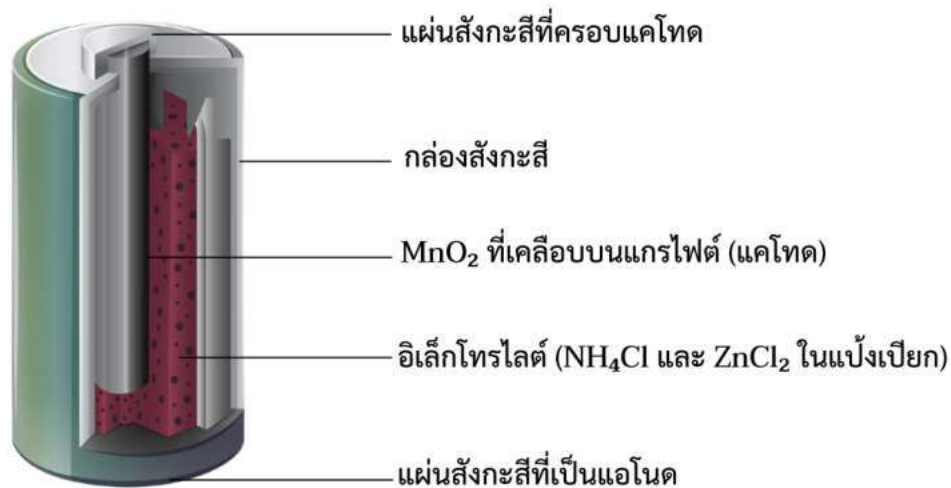 แผ่นสังกะสีที่ครอบแคโทด
กล่องสังกะสี
MnO₂ ที่เคลือบบนแกรไฟต์ (แคโทด)
อิเล็กโทรไลต์ (NH₄Cl และ ZnCl₂ ในแป้งเปียก)
แผ่นสังกะสีที่เป็นแอโนด